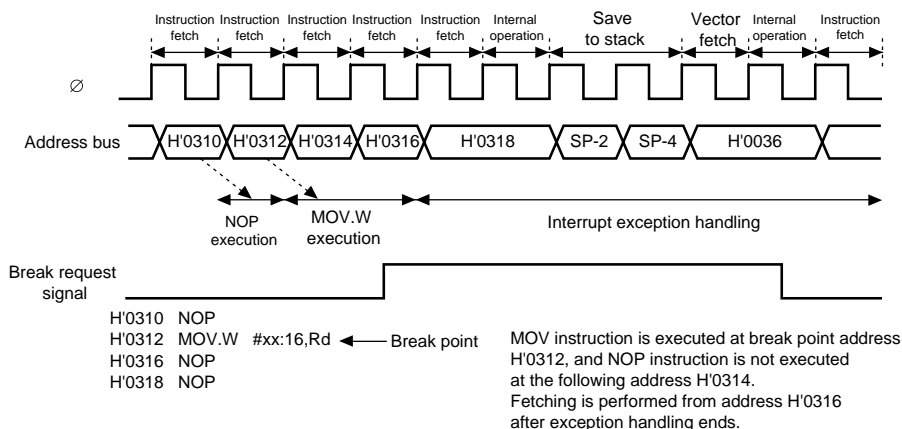 Instruction fetch
Instruction fetch
Instruction fetch
Instruction fetch
Instruction fetch
Internal operation
Save to stack
Vector fetch
Internal operation
Instruction fetch
∅
Address bus
H'0310
H'0312
H'0314
H'0316
H'0318
SP-2
SP-4
H'0036
NOP execution
MOV.W execution
Interrupt exception handling
Break request signal
H'0310 NOP
H'0312 MOV.W #xx:16,Rd
Break point
H'0316 NOP
H'0318 NOP
MOV instruction is executed at break point address
H'0312, and NOP instruction is not executed
at the following address H'0314.
Fetching is performed from address H'0316
after exception handling ends.